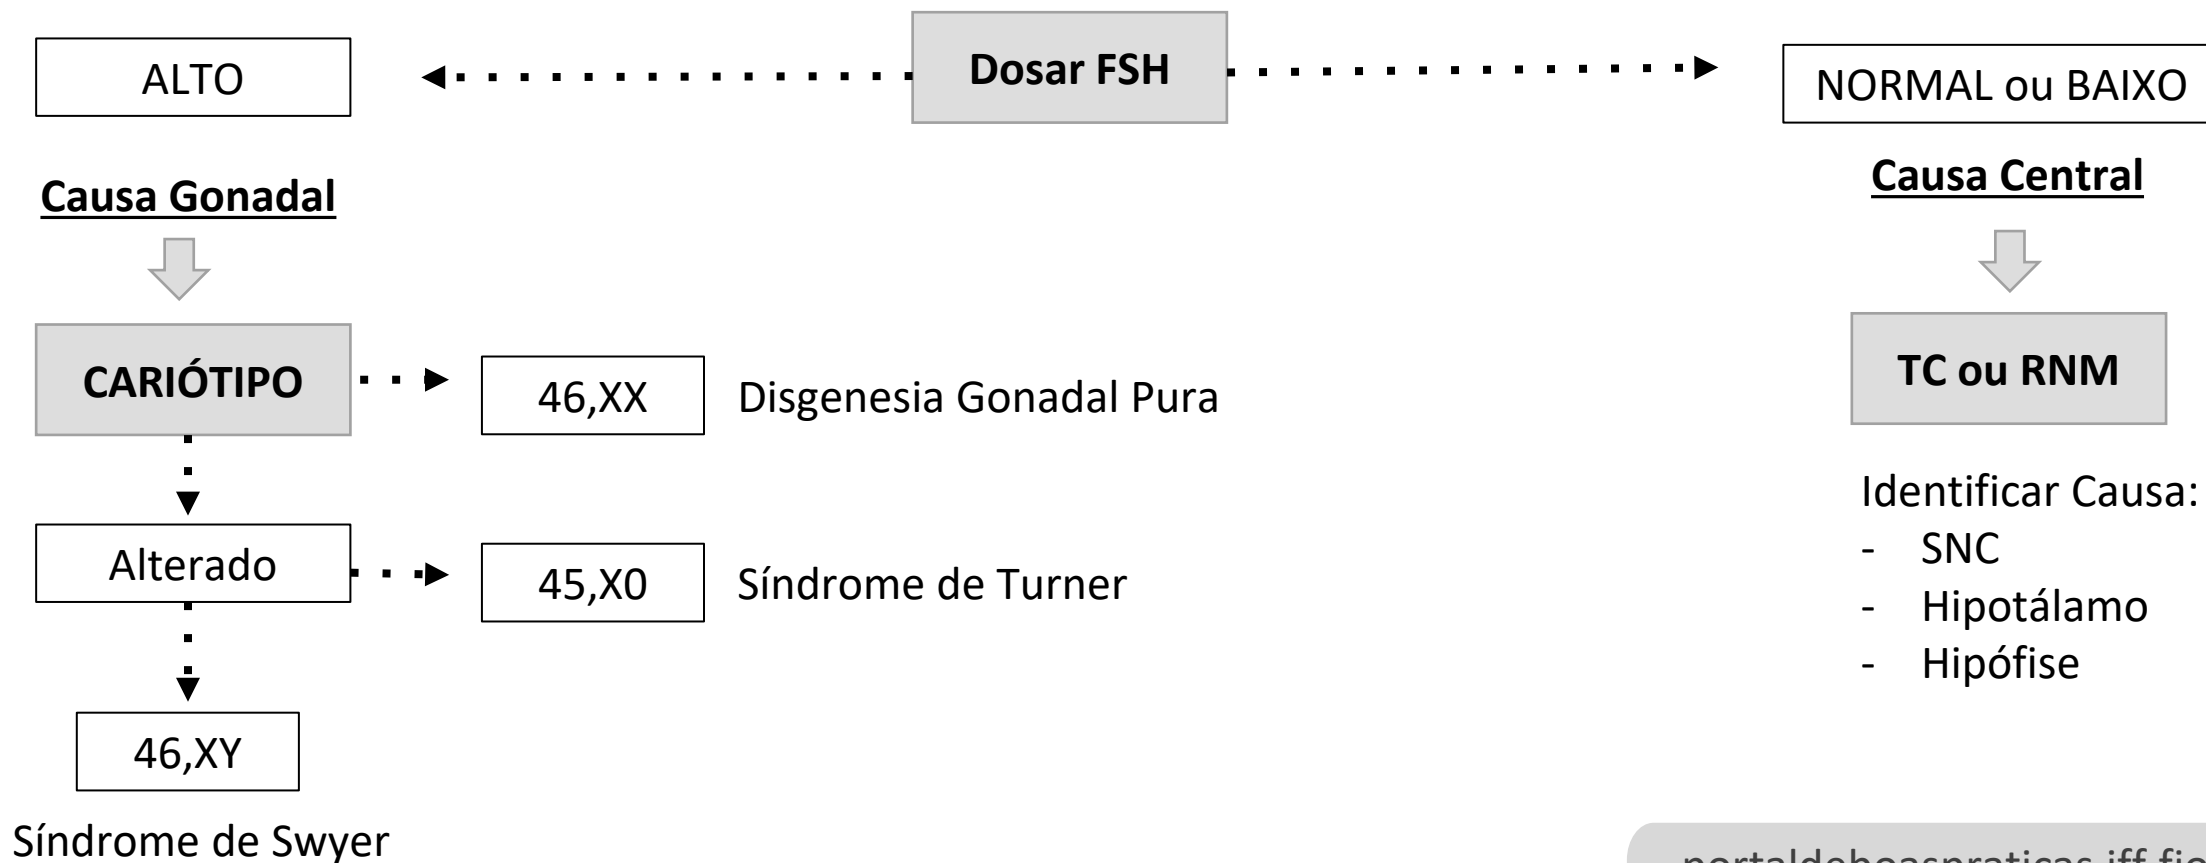 Dosar FSH
ALTO
NORMAL ou BAIXO
Causa Gonadal
Causa Central
CARIÓTIPO
46,XX
Disgenesia Gonadal Pura
TC ou RNM
Alterado
45,X0
Síndrome de Turner
Identificar Causa:
- SNC
- Hipotálamo
- Hipófise
46,XY
Síndrome de Swyer